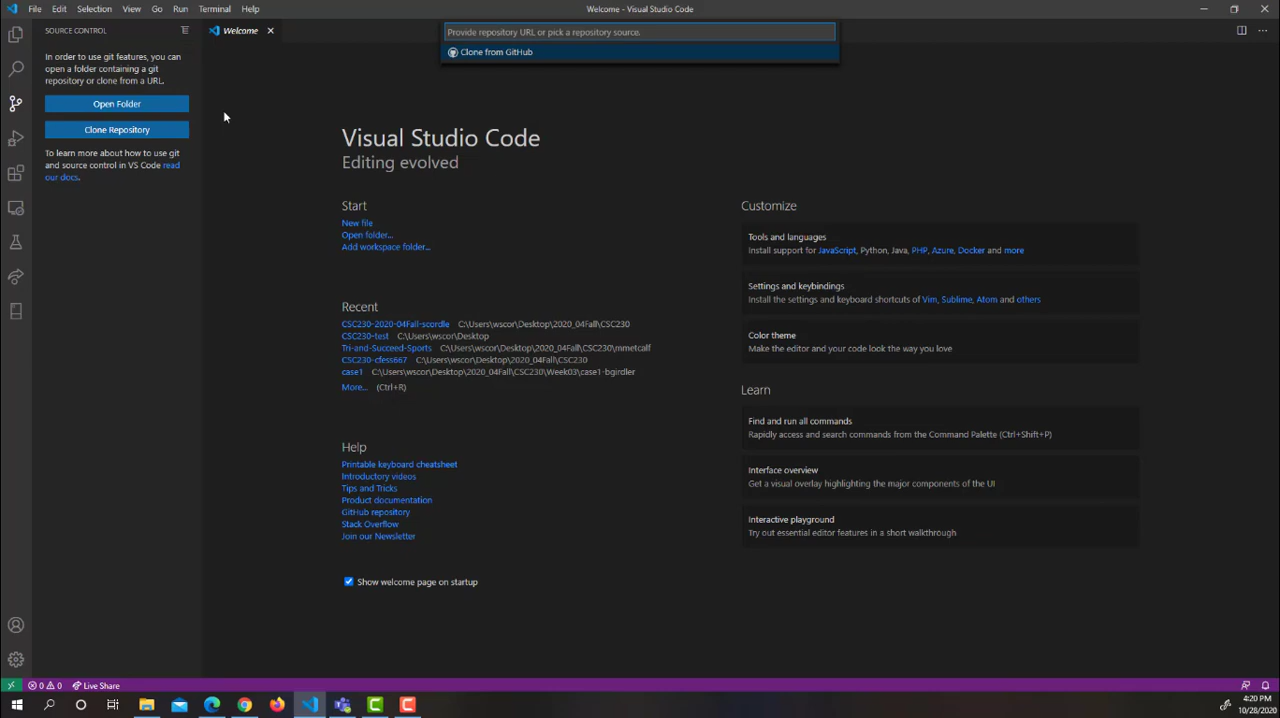 File Edit Selection View Go Run Terminal Help
Welcome - Visual Studio Code
SOURCE CONTROL
Welcome
Provide repository URL or pick a repository source.
Clone from GitHub
In order to use git features, you can
open a folder containing a git
repository or clone from a URL.
Open Folder
Clone Repository
To learn more about how to use git
and source control in VS Code read
our docs.
Visual Studio Code
Editing evolved
Start
New file
Open folder...
Add workspace folder...
Recent
CSC230-2020-04Fall-scordle C:\Users\wscor\Desktop\2020_04Fall\CSC230
CSC230-test C:\Users\wscor\Desktop
Tri-and-Succeed-Sports C:\Users\wscor\Desktop\2020_04Fall\CSC230\mmetcalf
CSC230-cfess667 C:\Users\wscor\Desktop\2020_04Fall\CSC230
case1 C:\Users\wscor\Desktop\2020_04Fall\CSC230\Week03\case1-bgirdler
More... (Ctrl+R)
Help
Printable keyboard cheatsheet
Introductory videos
Tips and Tricks
Product documentation
GitHub repository
Stack Overflow
Join our Newsletter
Show welcome page on startup
Customize
Tools and languages
Install support for JavaScript, Python, Java, PHP, Azure, Docker and more
Settings and keybindings
Install the settings and keyboard shortcuts of Vim, Sublime, Atom and others
Color theme
Make the editor and your code look the way you love
Learn
Find and run all commands
Rapidly access and search commands from the Command Palette (Ctrl+Shift+P)
Interface overview
Get a visual overlay highlighting the major components of the UI
Interactive playground
Try out essential editor features in a short walkthrough
0 0 Live Share
4:20 PM
10/28/2020